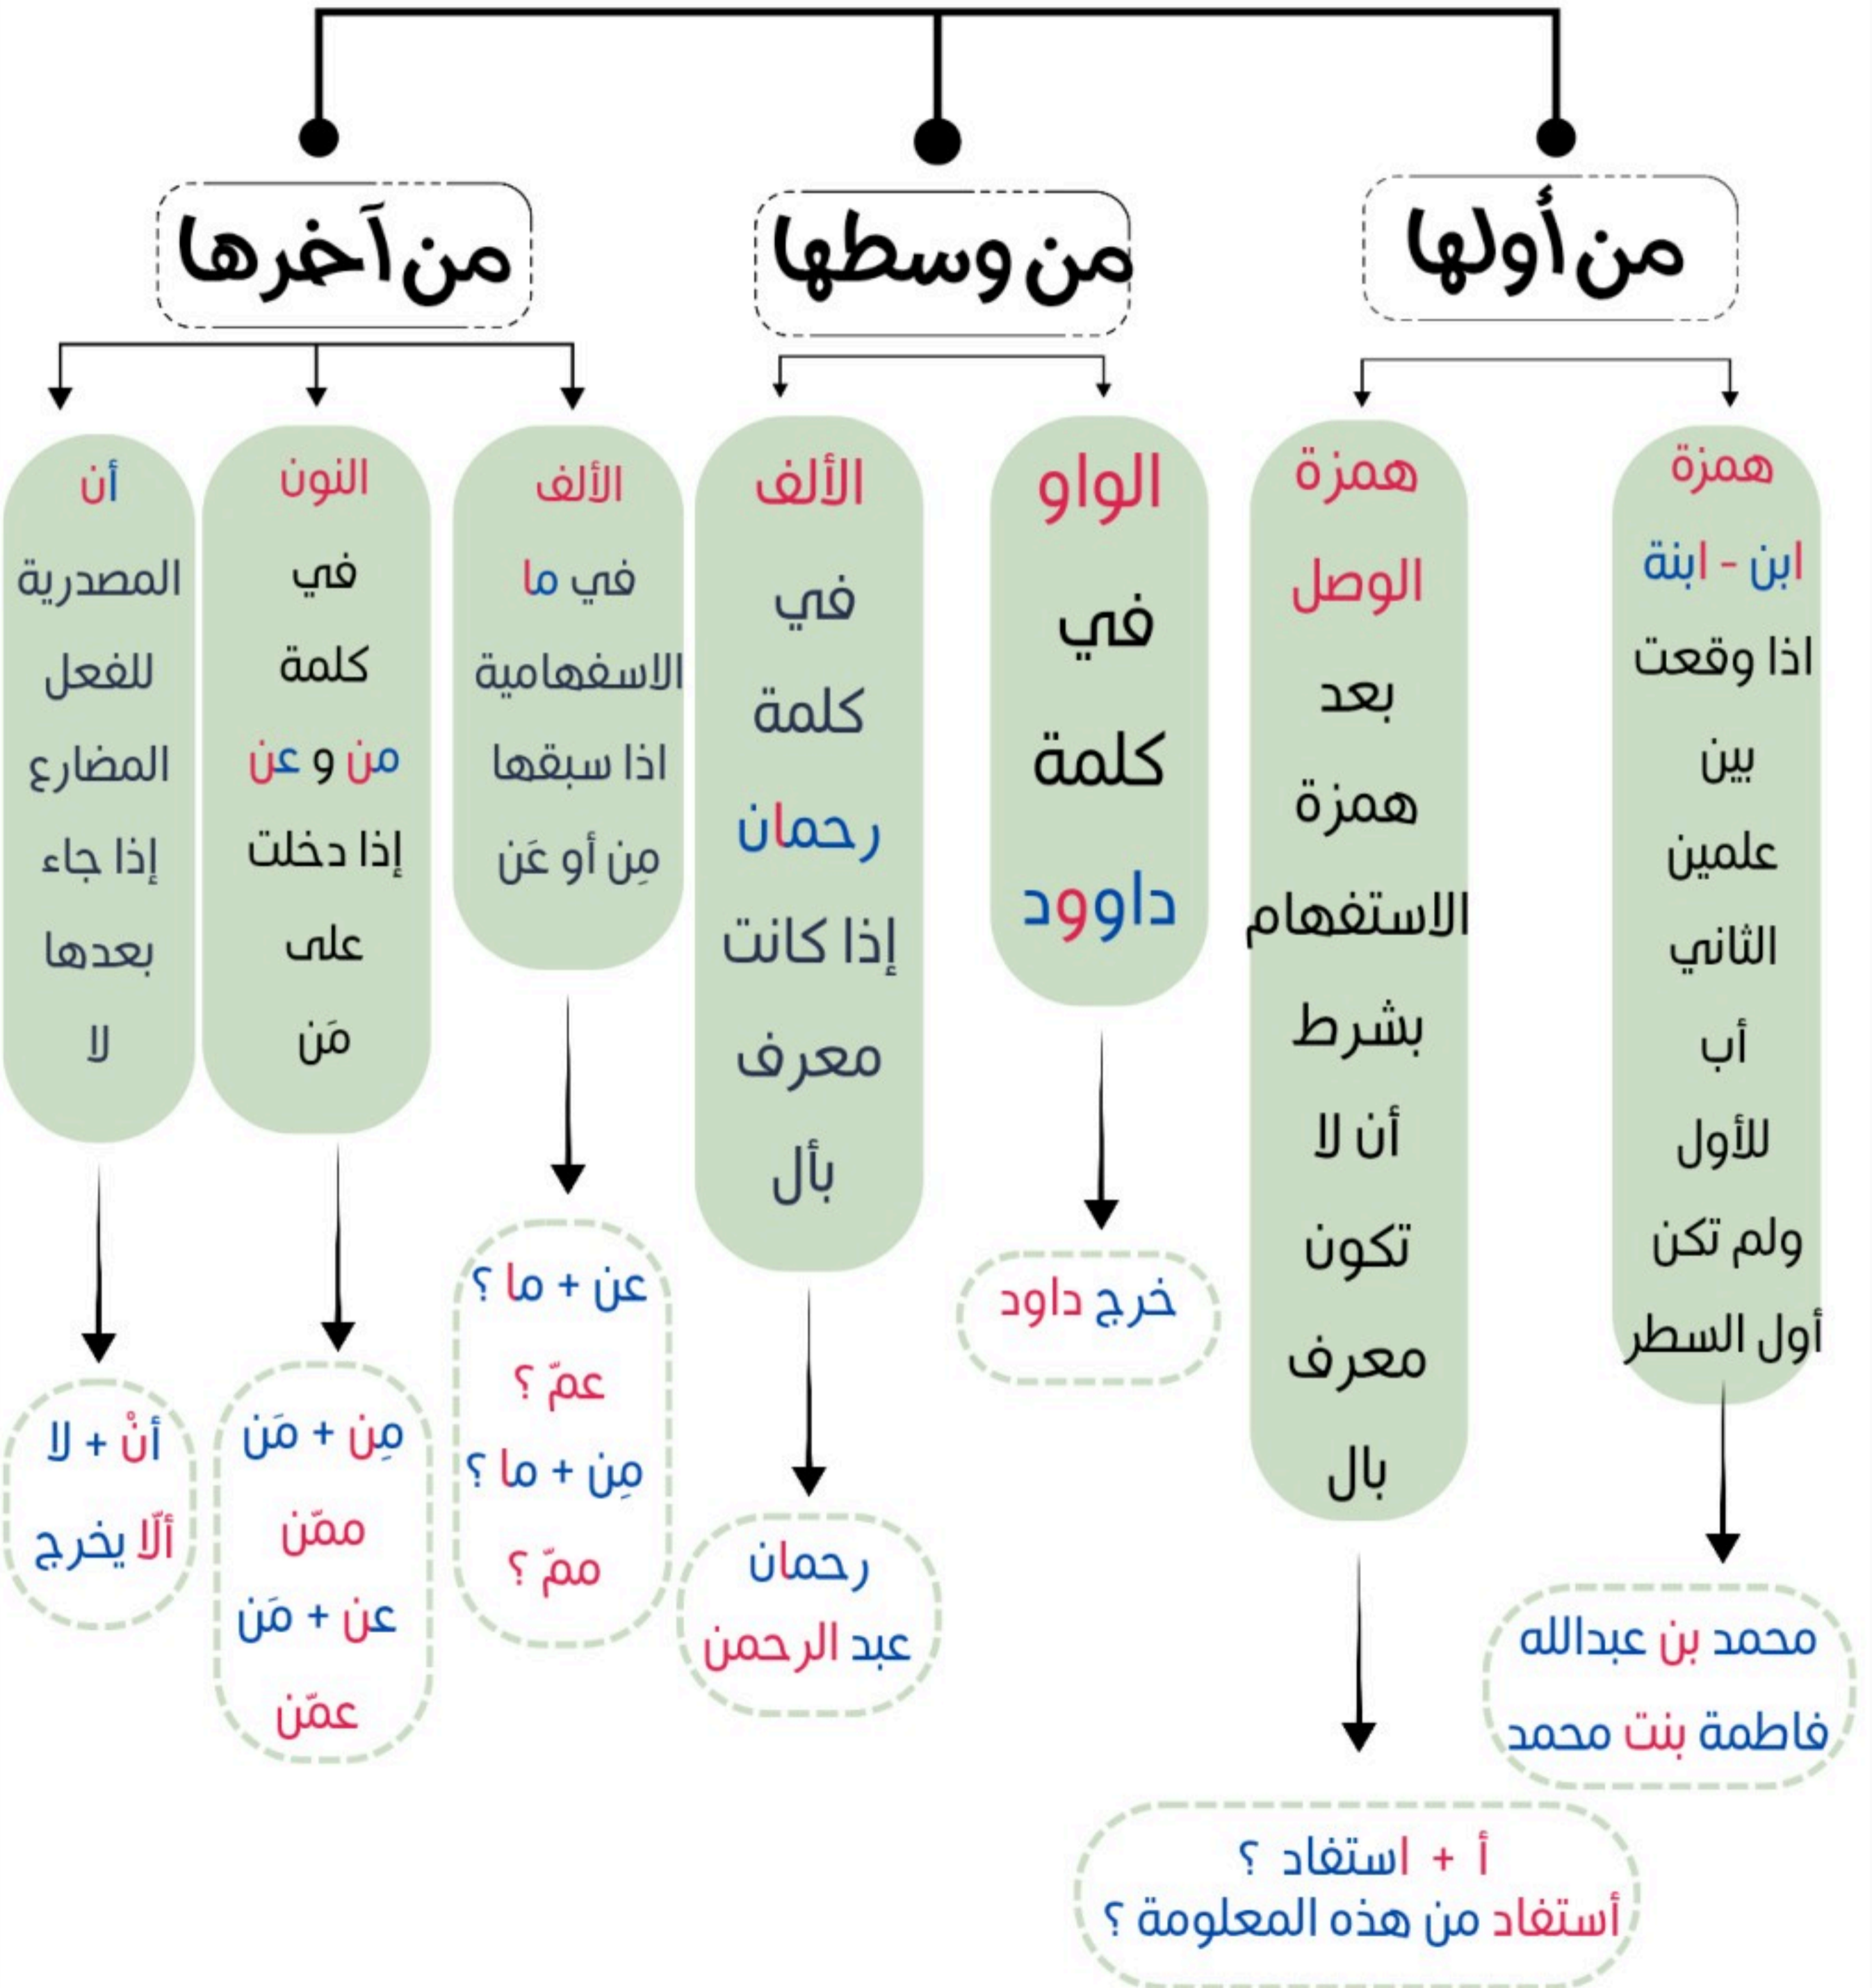 من أولها
من وسطها
من آخرها
همزة
ابن - ابنة
اذا وقعت
بين
علمين
الثاني
أب
للأول
ولم تكن
أول السطر
محمد بن عبدالله
فاطمة بنت محمد
همزة
الوصل
بعد
همزة
الاستفهام
بشرط
أن لا
تكون
معرف
بال
أ + استفاد ؟
أستفاد من هذه المعلومة ؟
الواو
في
كلمة
داوود
خرج داود
الألف
في
كلمة
رحمان
إذا كانت
معرف
بأل
رحمان
عبد الرحمن
الألف
في ما
الاسفهامية
اذا سبقها
مِن أو عَن
عن + ما ؟
عمّ ؟
مِن + ما ؟
ممّ ؟
النون
في
كلمة
من و عن
إذا دخلت
على
مَن
مِن + مَن
ممّن
عن + مَن
عمّن
أن
المصدرية
للفعل
المضارع
إذا جاء
بعدها
لا
أنْ + لا
ألّا يخرج